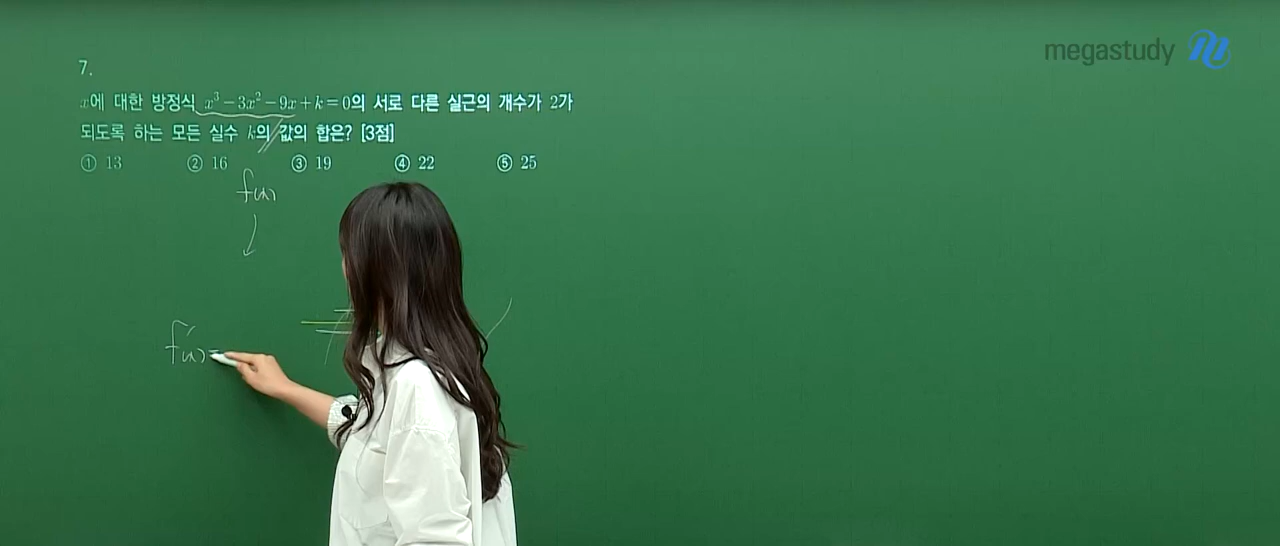 megastudy
7.
x에 대한 방정식 x³-3x²-9x+k=0의 서로 다른 실근의 개수가 2가
되도록 하는 모든 실수 k의 값의 합은? [3점]
① 13 ② 16 ③ 19 ④ 22 ⑤ 25
f(x)
f'(x)=